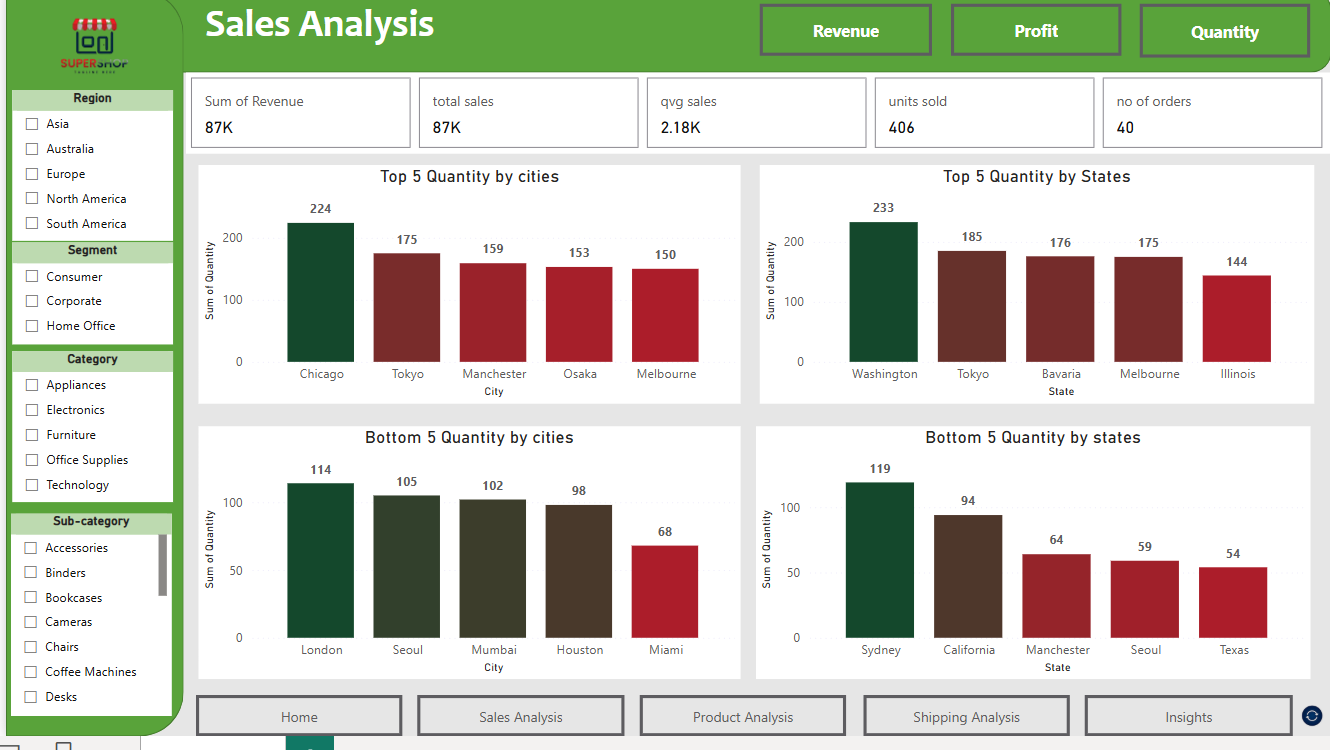 Sales Analysis
Revenue
Profit
Quantity
SUPERSHOP
Region
Asia
Australia
Europe
North America
South America
Segment
Consumer
Corporate
Home Office
Category
Appliances
Electronics
Furniture
Office Supplies
Technology
Sub-category
Accessories
Binders
Bookcases
Cameras
Chairs
Coffee Machines
Desks
Sum of Revenue
87K
total sales
87K
qvg sales
2.18K
units sold
406
no of orders
40
Top 5 Quantity by cities
Sum of Quantity
200
100
0
224
175
159
153
150
Chicago
Tokyo
Manchester
Osaka
Melbourne
City
Top 5 Quantity by States
Sum of Quantity
200
100
0
233
185
176
175
144
Washington
Tokyo
Bavaria
Melbourne
Illinois
State
Bottom 5 Quantity by cities
Sum of Quantity
100
50
0
114
105
102
98
68
London
Seoul
Mumbai
Houston
Miami
City
Bottom 5 Quantity by states
Sum of Quantity
100
50
0
119
94
64
59
54
Sydney
California
Manchester
Seoul
Texas
State
Home
Sales Analysis
Product Analysis
Shipping Analysis
Insights